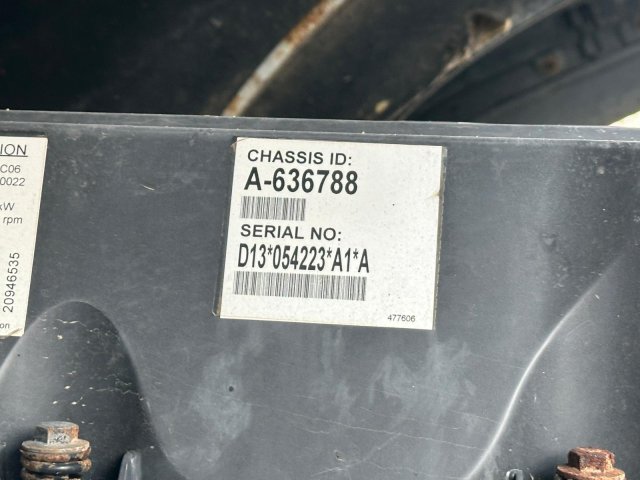 ION
C06
0022
kW
rpm
20946535
on
CHASSIS ID:
A-636788
SERIAL NO:
D13*054223*A1*A
477606